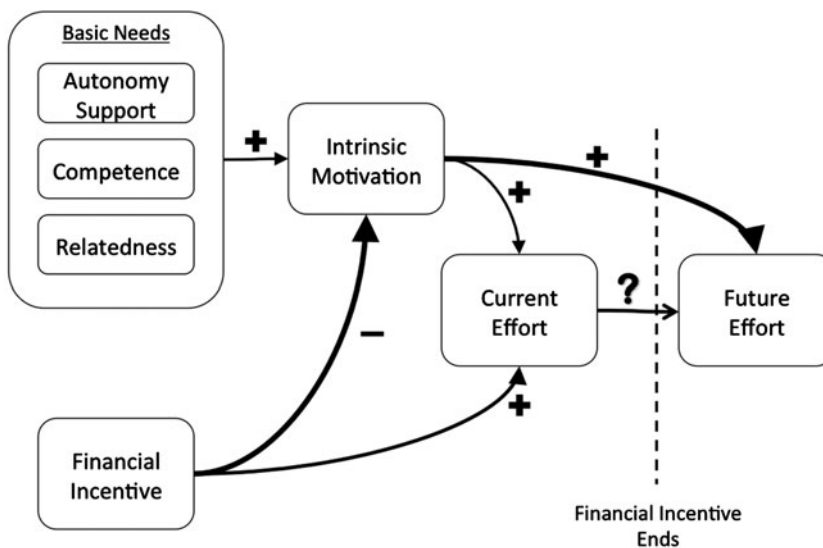 Basic Needs
Autonomy
Support
Competence
Relatedness
+
Intrinsic
Motivation
+
+
−
Current
Effort
?
Future
Effort
+
Financial
Incentive
Financial Incentive
Ends